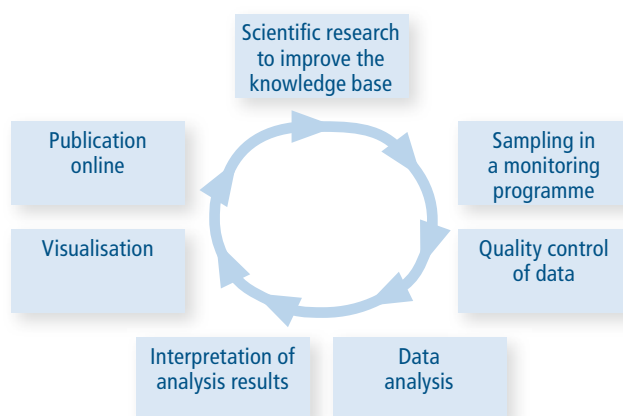 Scientific research
to improve the
knowledge base
Sampling in
a monitoring
programme
Quality control
of data
Data
analysis
Interpretation of
analysis results
Visualisation
Publication
online